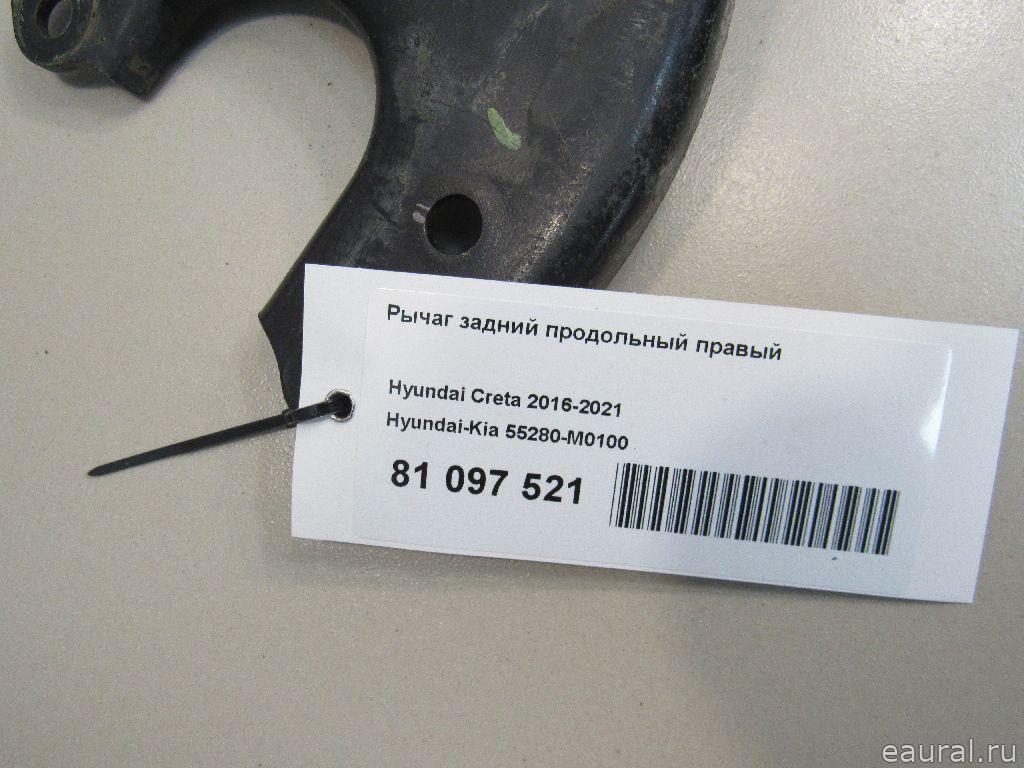 Рычаг задний продольный правый
Hyundai Creta 2016-2021
Hyundai-Kia 55280-M0100
81 097 521
eaural.ru